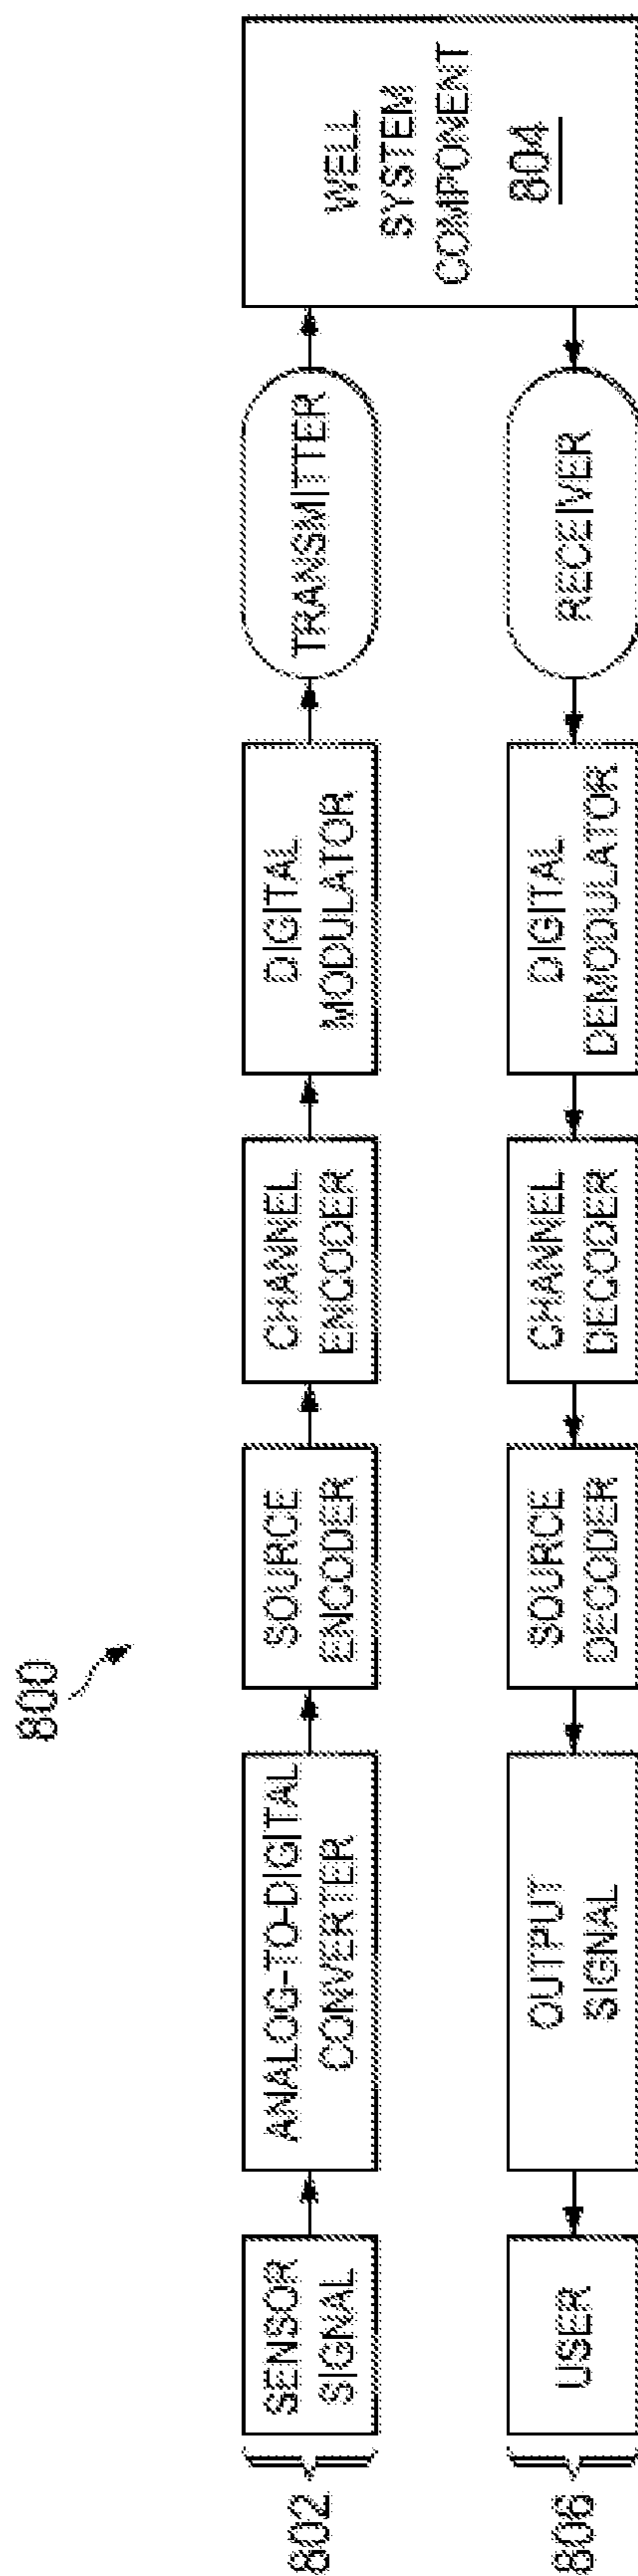 800
802
SENSOR
SIGNAL
ANALOG-TO-DIGITAL
CONVERTER
SOURCE
ENCODER
CHANNEL
ENCODER
DIGITAL
MODULATOR
TRANSMITTER
WELL
SYSTEM
COMPONENT
804
806
USER
OUTPUT
SIGNAL
SOURCE
DECODER
CHANNEL
DECODER
DIGITAL
DEMODULATOR
RECEIVER